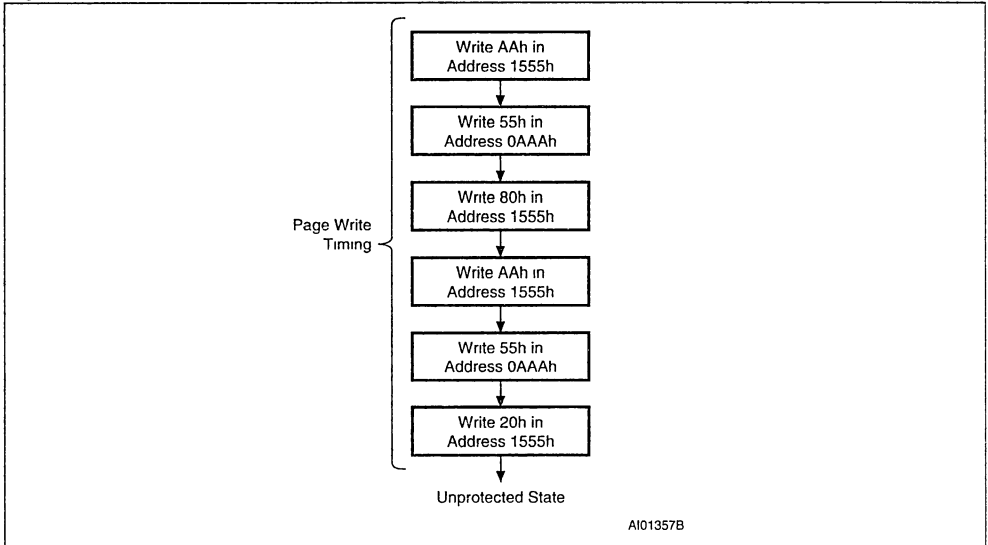 Write AAh in
Address 1555h
Write 55h in
Address 0AAAh
Write 80h in
Address 1555h
Page Write
Timing
Write AAh in
Address 1555h
Write 55h in
Address 0AAAh
Write 20h in
Address 1555h
Unprotected State
AI01357B